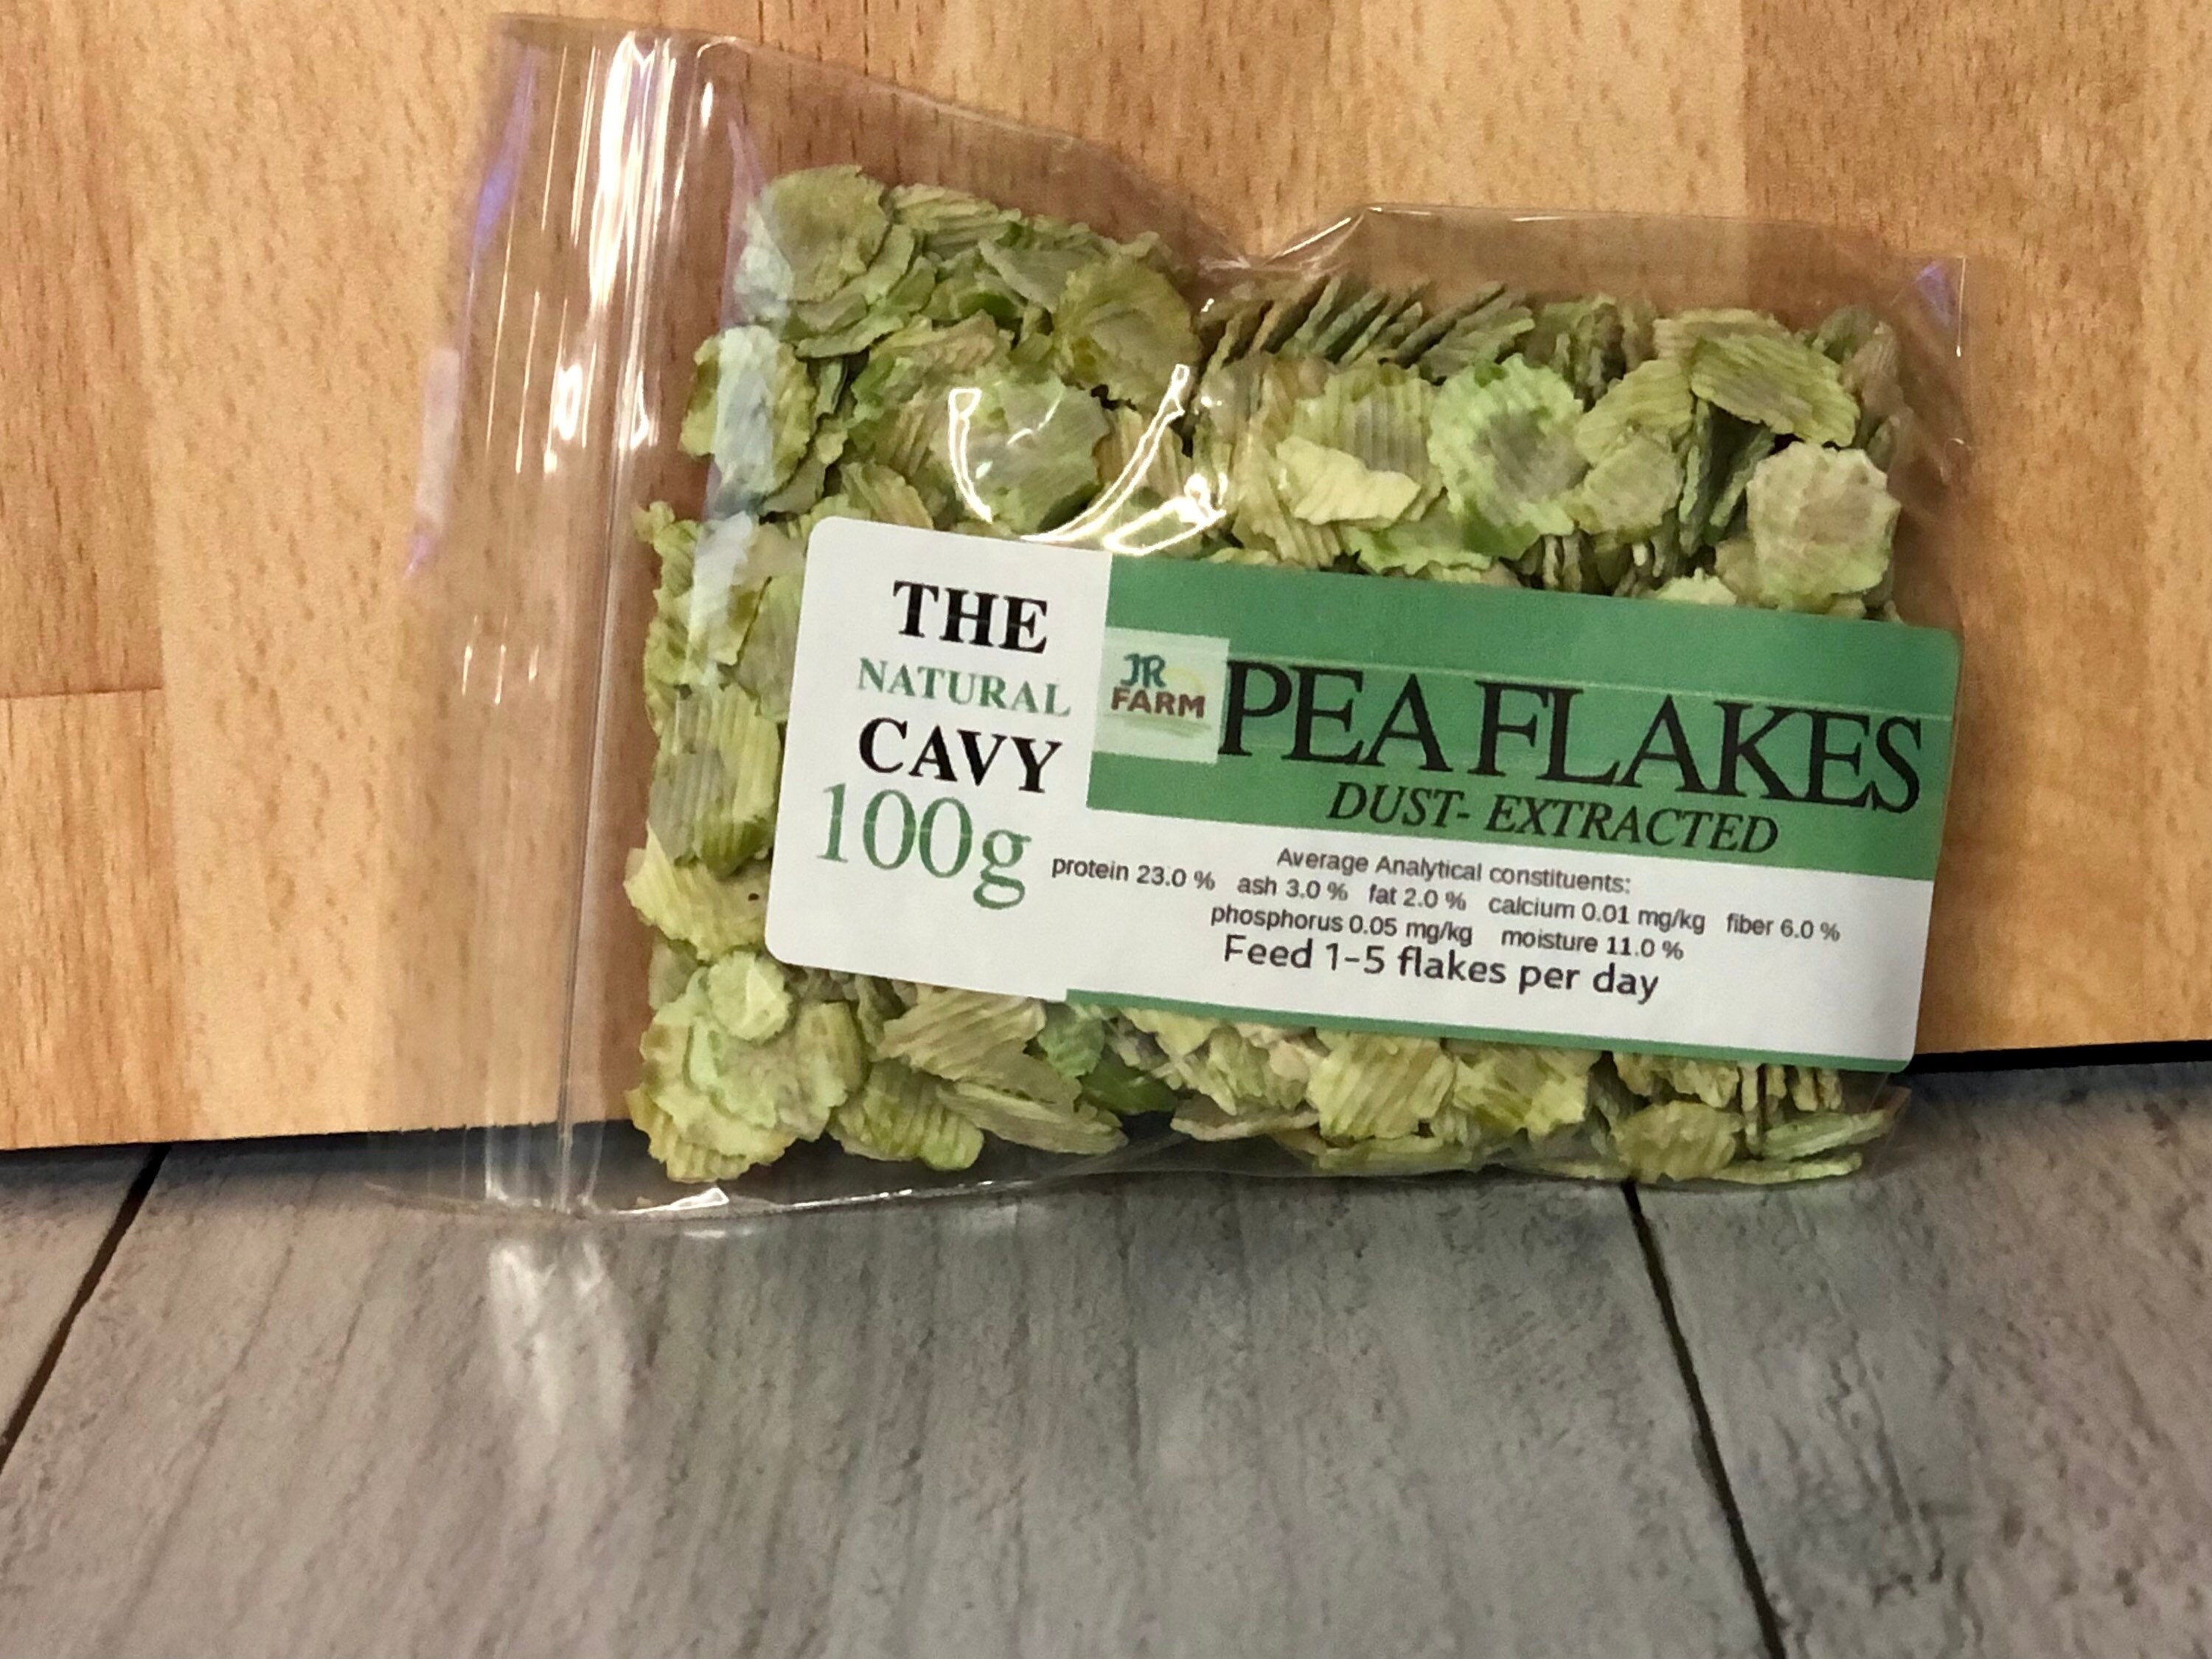 THE
NATURAL
CAVY
100g
JR
FARM
PEA FLAKES
DUST- EXTRACTED
Average Analytical constituents:
protein 23.0 % ash 3.0 % fat 2.0 % calcium 0.01 mg/kg fiber 6.0 %
phosphorus 0.05 mg/kg moisture 11.0 %
Feed 1-5 flakes per day